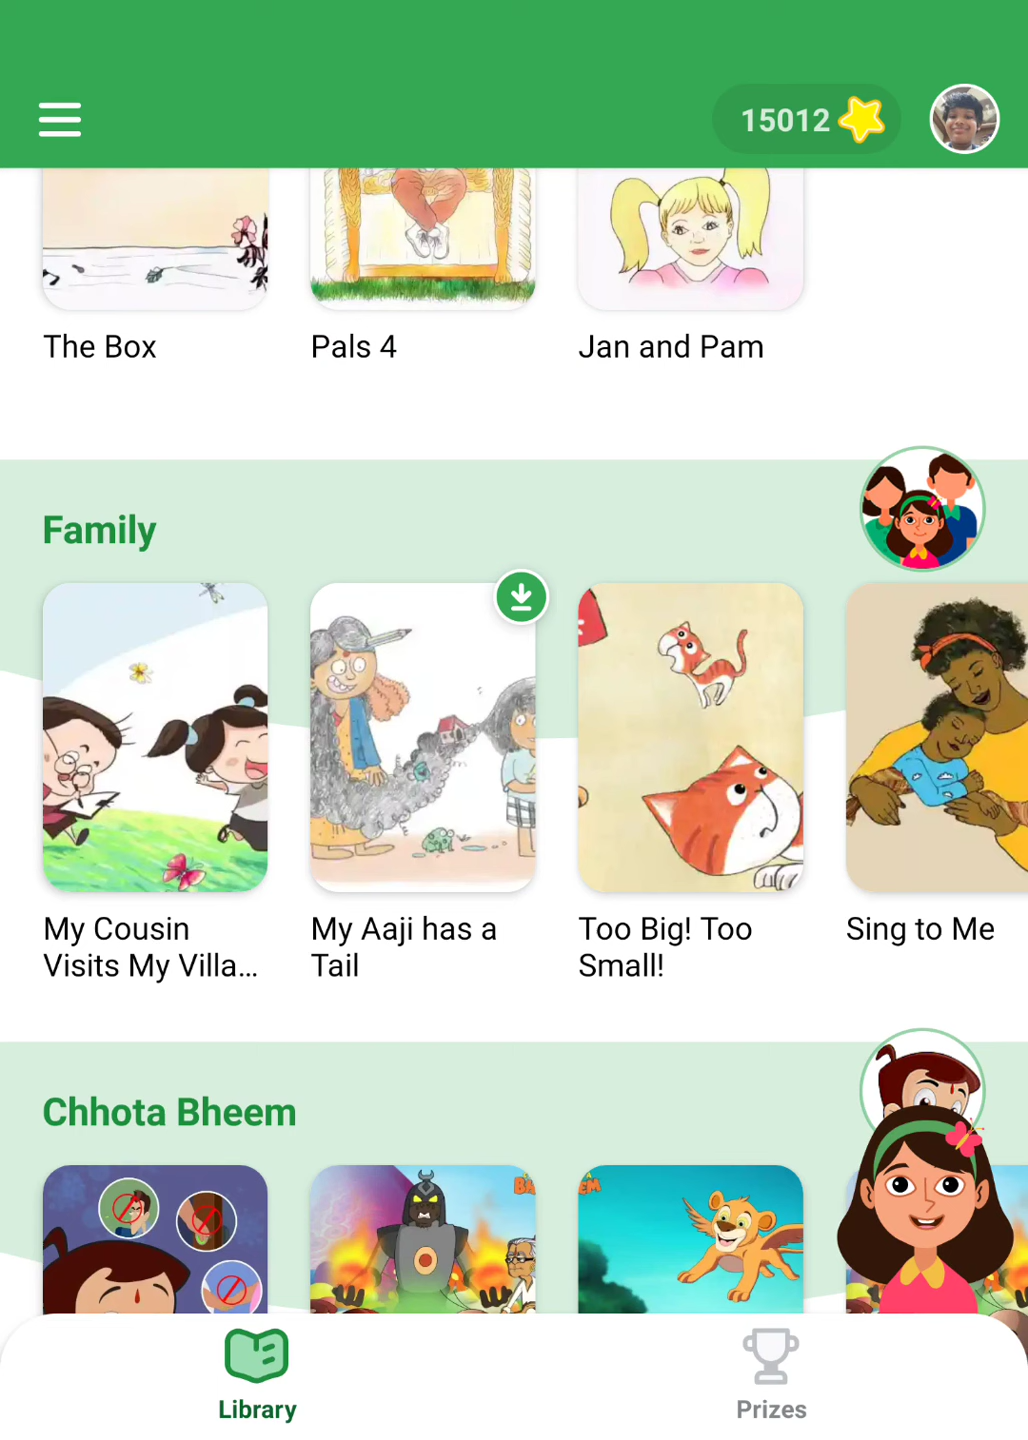 15012
The Box
Pals 4
Jan and Pam
Family
My Cousin
Visits My Villa...
My Aaji has a
Tail
Too Big! Too
Small!
Sing to Me
Chhota Bheem
Library
Prizes